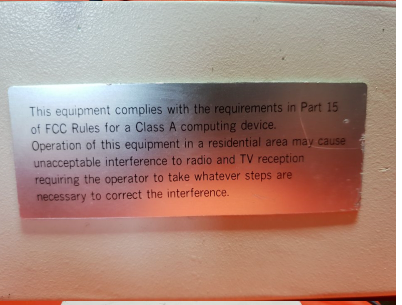 This equipment complies with the requirements in Part 15
of FCC Rules for a Class A computing device.
Operation of this equipment in a residential area may cause
unacceptable interference to radio and TV reception
requiring the operator to take whatever steps are
necessary to correct the interference.